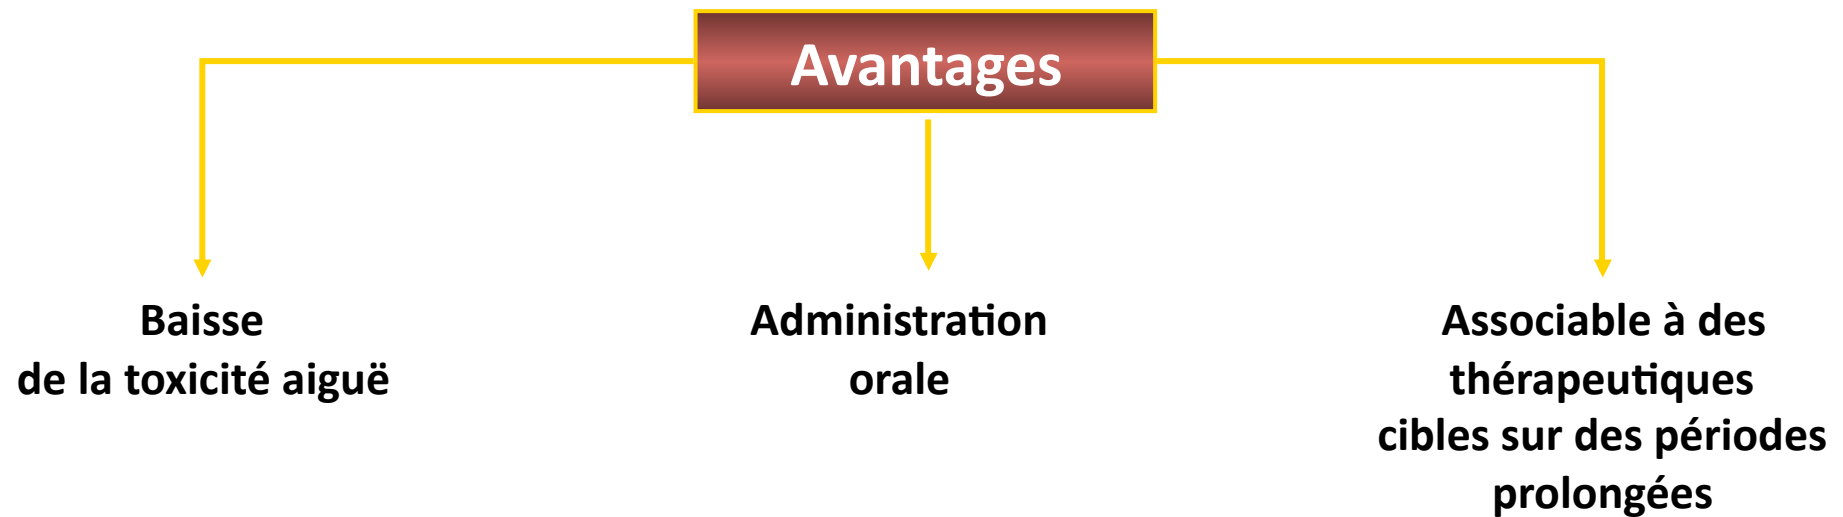 Avantages
Baisse
de la toxicité aiguë
Administration
orale
Associable à des
thérapeutiques
cibles sur des périodes
prolongées